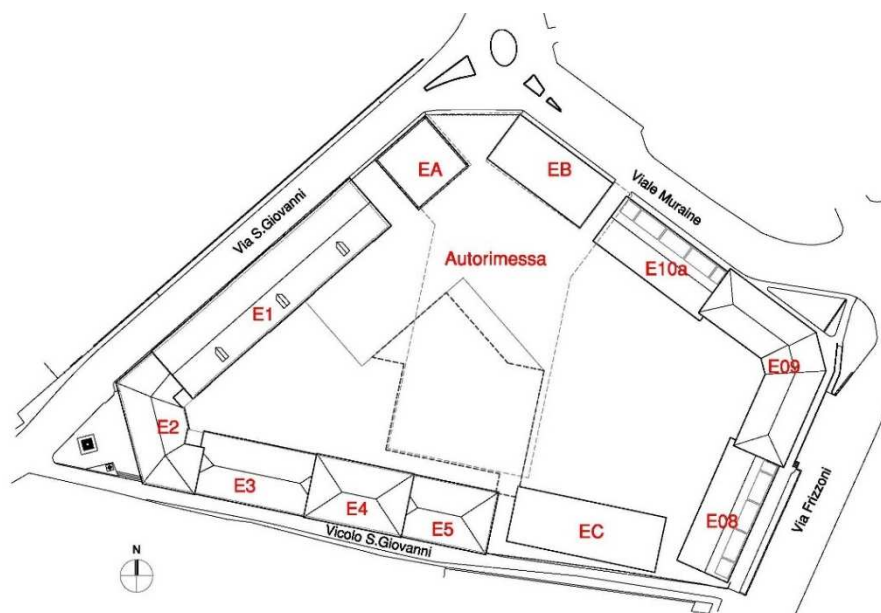 EA
EB
Viale Muraine
Via S.Giovanni
Autorimessa
E10a
E1
E09
E2
E3
E4
E5
E08
EC
Via Frizzoni
Vicolo S.Giovanni
N